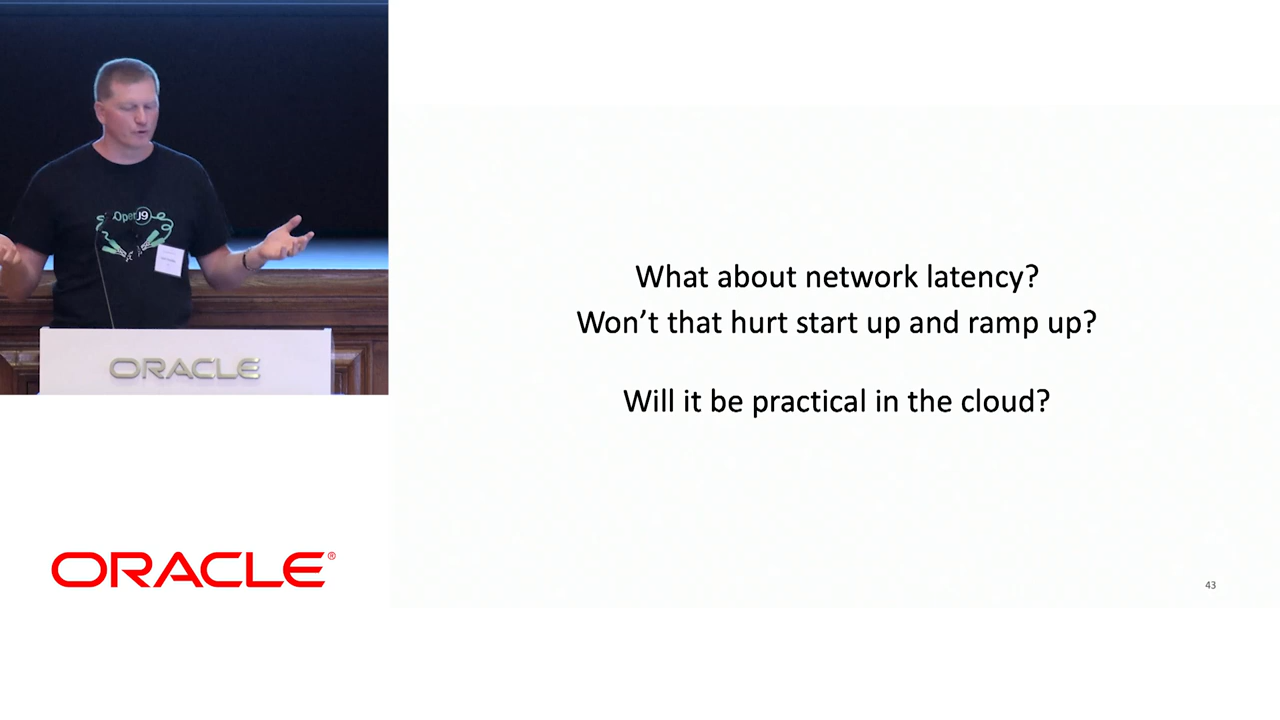 OpenJ9
ORACLE
ORACLE®
What about network latency?
Won’t that hurt start up and ramp up?
Will it be practical in the cloud?
43